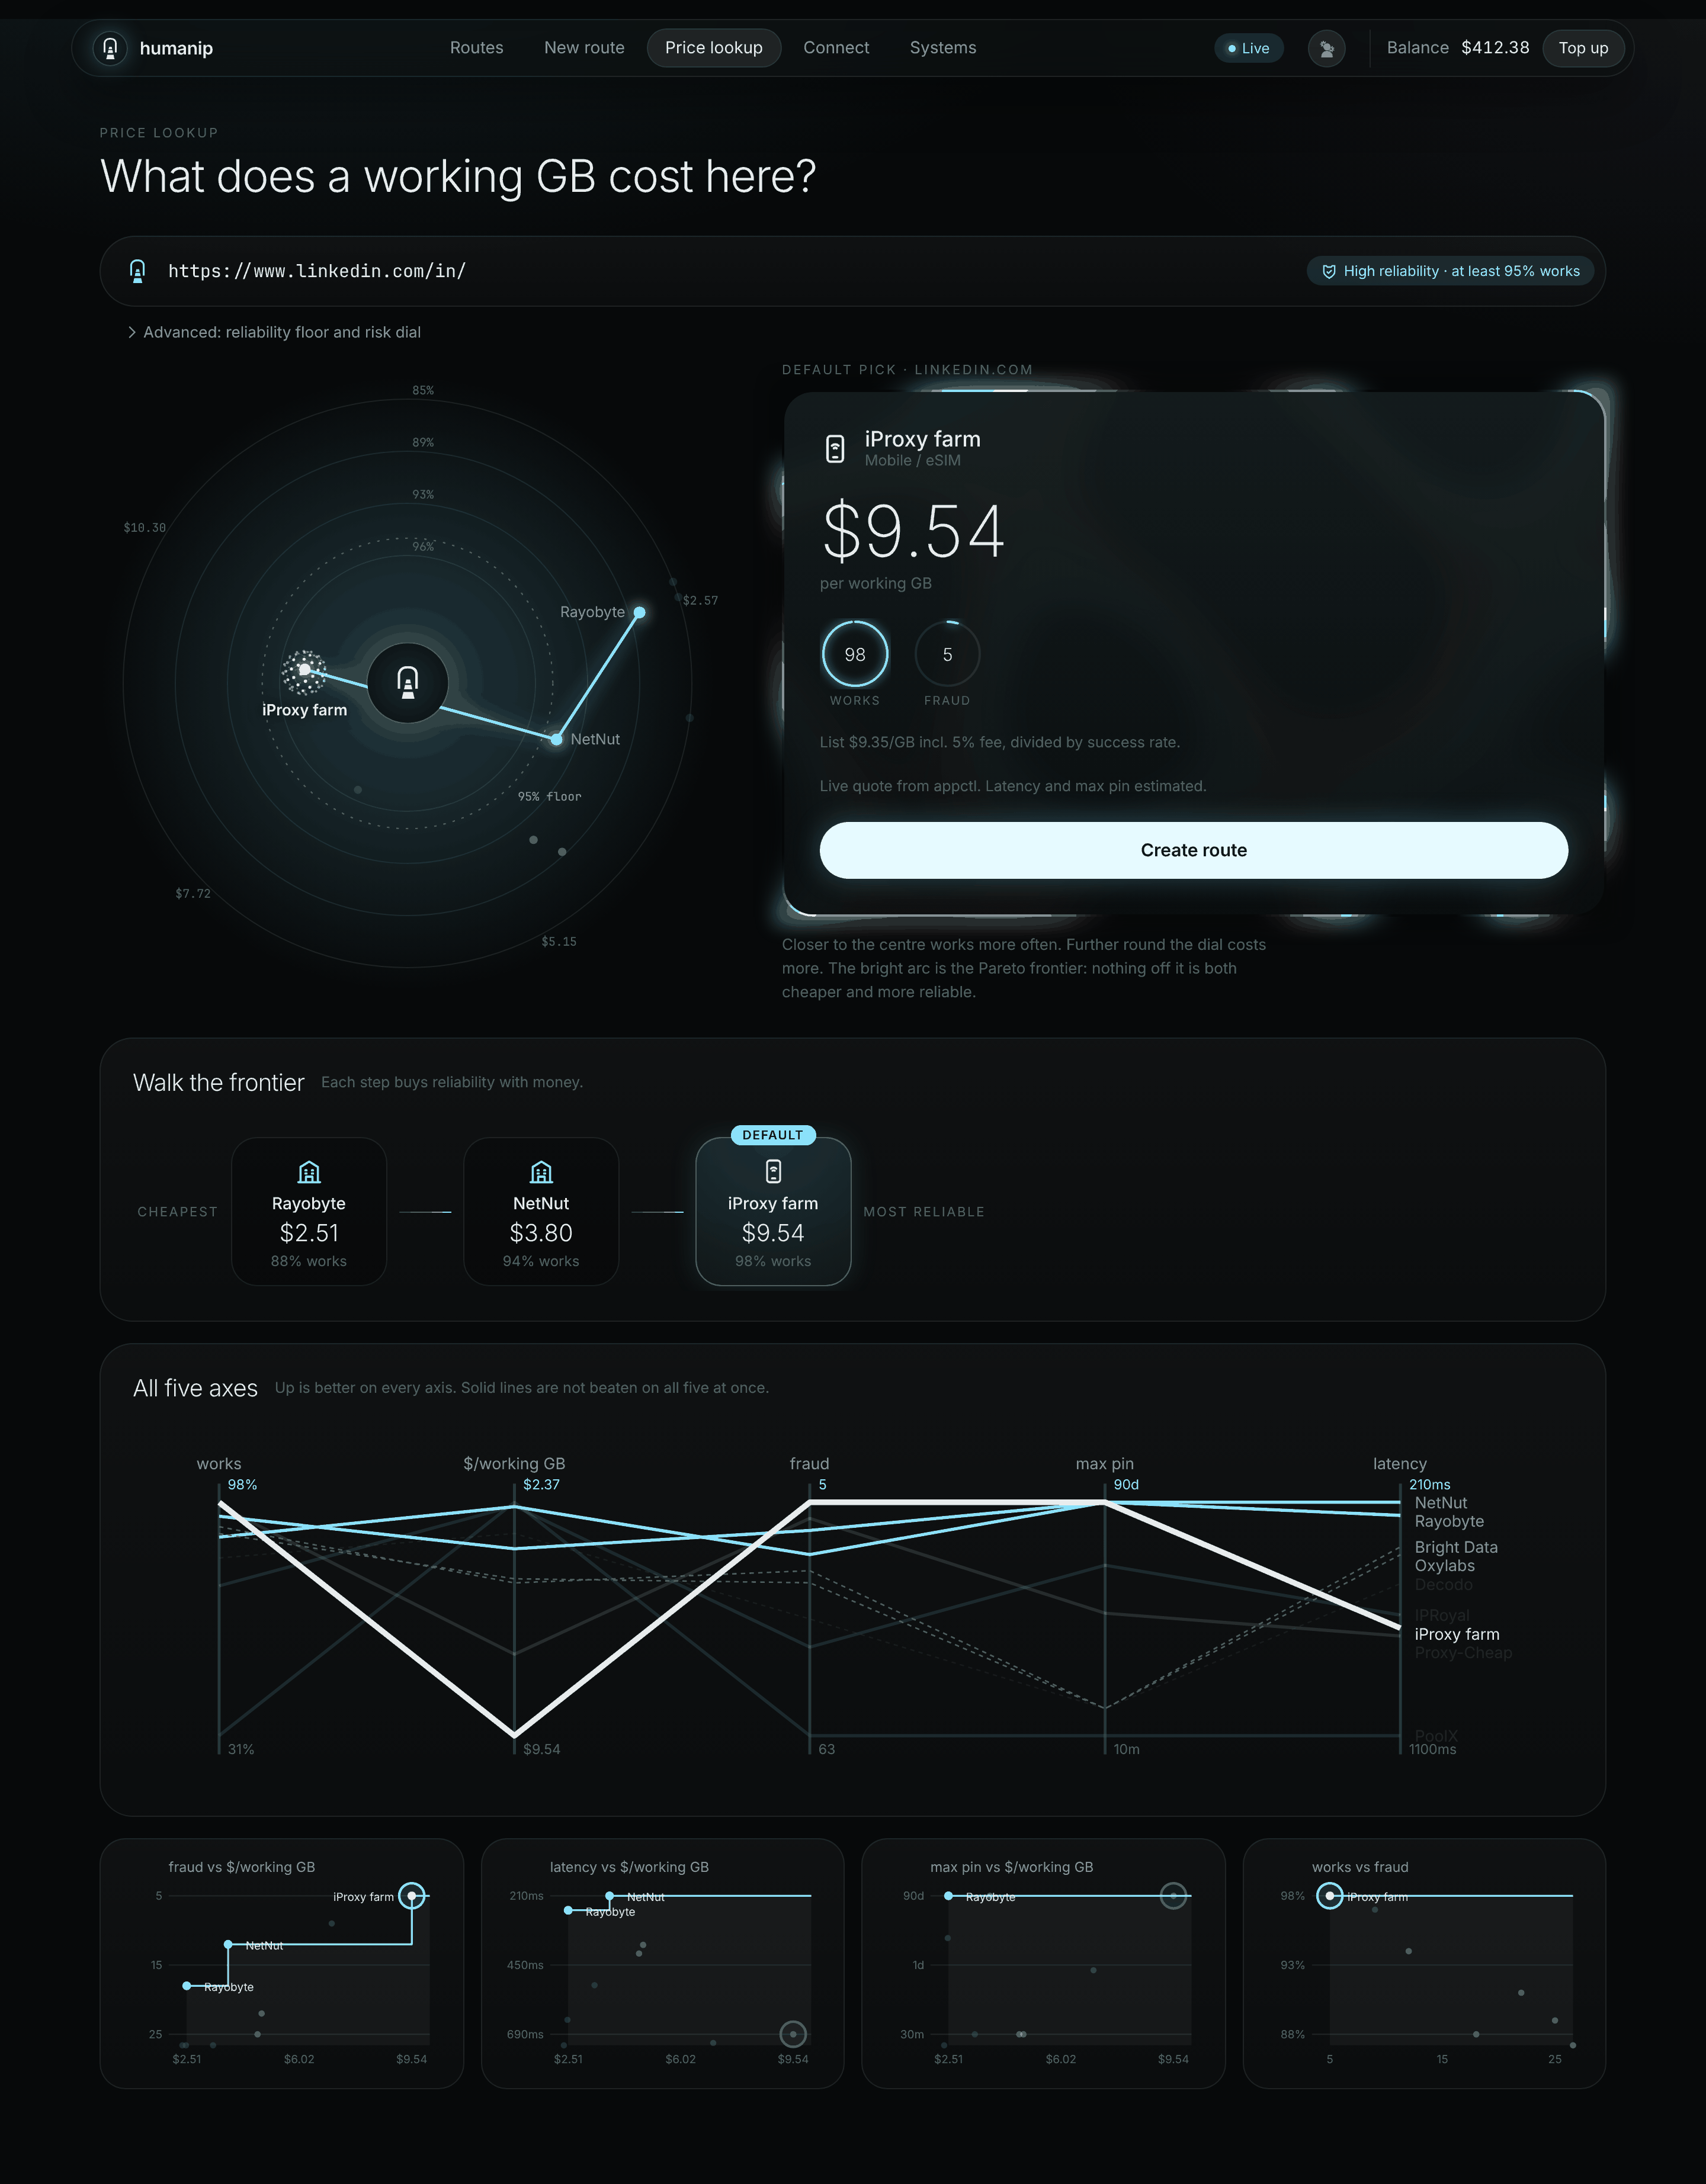 humanip
Routes
New route
Price lookup
Connect
Systems
Live
Balance $412.38
Top up
PRICE LOOKUP
What does a working GB cost here?
https://www.linkedin.com/in/
High reliability · at least 95% works
Advanced: reliability floor and risk dial
85%
89%
93%
96%
$10.30
$2.57
Rayobyte
iProxy farm
NetNut
95% floor
$7.72
$5.15
DEFAULT PICK · LINKEDIN.COM
iProxy farm
Mobile / eSIM
$9.54
per working GB
98
5
WORKS
FRAUD
List $9.35/GB incl. 5% fee, divided by success rate.
Live quote from appctl. Latency and max pin estimated.
Create route
Closer to the centre works more often. Further round the dial costs
more. The bright arc is the Pareto frontier: nothing off it is both
cheaper and more reliable.
Walk the frontier
Each step buys reliability with money.
CHEAPEST
Rayobyte
$2.51
88% works
NetNut
$3.80
94% works
DEFAULT
iProxy farm
$9.54
98% works
MOST RELIABLE
All five axes
Up is better on every axis. Solid lines are not beaten on all five at once.
works
$/working GB
fraud
max pin
latency
98%
$2.37
5
90d
210ms
NetNut
Rayobyte
Bright Data
Oxylabs
Decodo
IPRoyal
iProxy farm
Proxy-Cheap
PoolX
31%
$9.54
63
10m
1100ms
fraud vs $/working GB
5
15
25
iProxy farm
NetNut
Rayobyte
$2.51
$6.02
$9.54
latency vs $/working GB
210ms
450ms
690ms
NetNut
Rayobyte
$2.51
$6.02
$9.54
max pin vs $/working GB
90d
1d
30m
Rayobyte
$2.51
$6.02
$9.54
works vs fraud
98%
93%
88%
iProxy farm
5
15
25